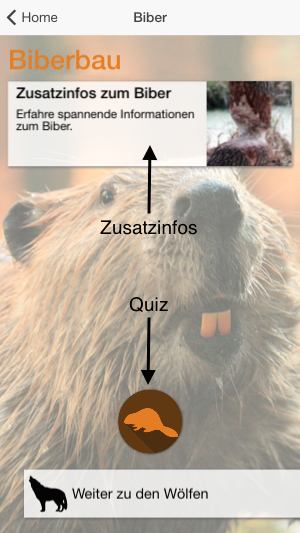 Home
Biber
Biberbau
Zusatzinfos zum Biber
Erfahre spannende Informationen
zum Biber.
Zusatzinfos
Quiz
Weiter zu den Wölfen